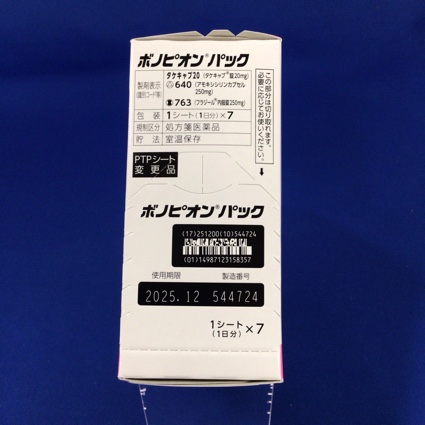 ボノピオン®パック
製剤表示
(識別コード等)
タケキャブ20(タケキャブ®錠20mg)
640(アモキシシリンカプセル
250mg)
763(フラジール®内服錠250mg)
包装 1シート(1日分)×7
規制区分 処方箋医薬品
貯法 室温保存
この部分は切り取れます。
必要に応じてお使いください。
PTPシート
変更品
ボノピオン®パック
(17)251200(10)544724
(01)14987123158357
使用期限 製造番号
2025.12 544724
1シート×7
(1日分)